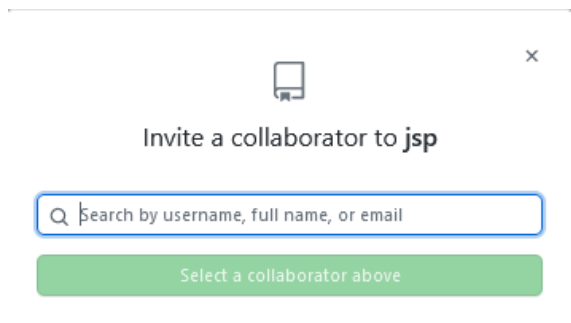 Invite a collaborator to jsp
Search by username, full name, or email
Select a collaborator above